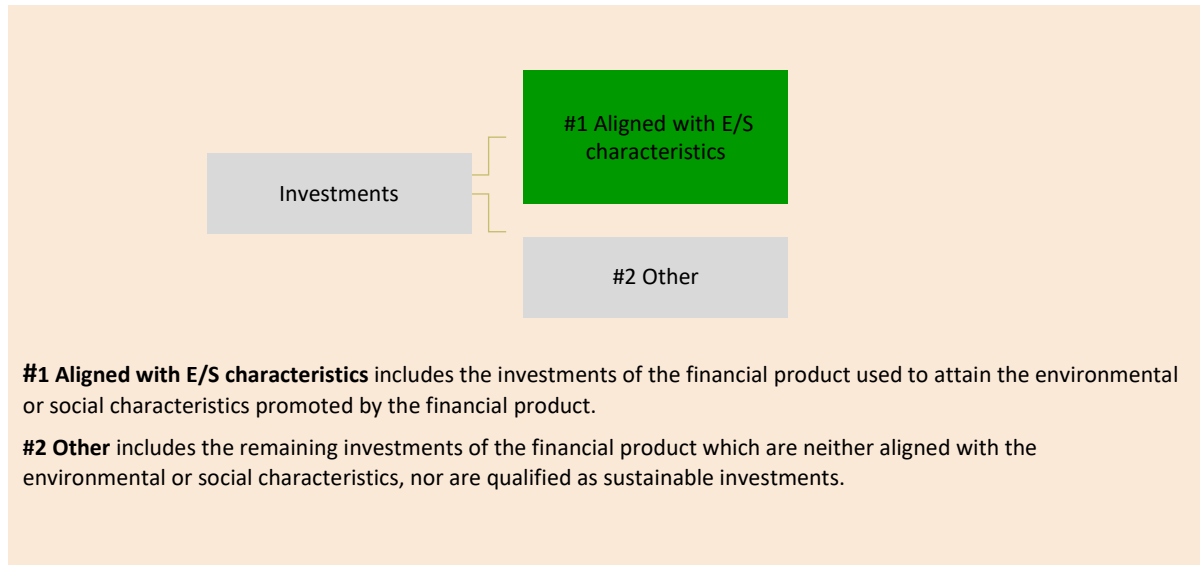 #1 Aligned with E/S
characteristics
Investments
#2 Other
#1 Aligned with E/S characteristics includes the investments of the financial product used to attain the environmental
or social characteristics promoted by the financial product.
#2 Other includes the remaining investments of the financial product which are neither aligned with the
environmental or social characteristics, nor are qualified as sustainable investments.